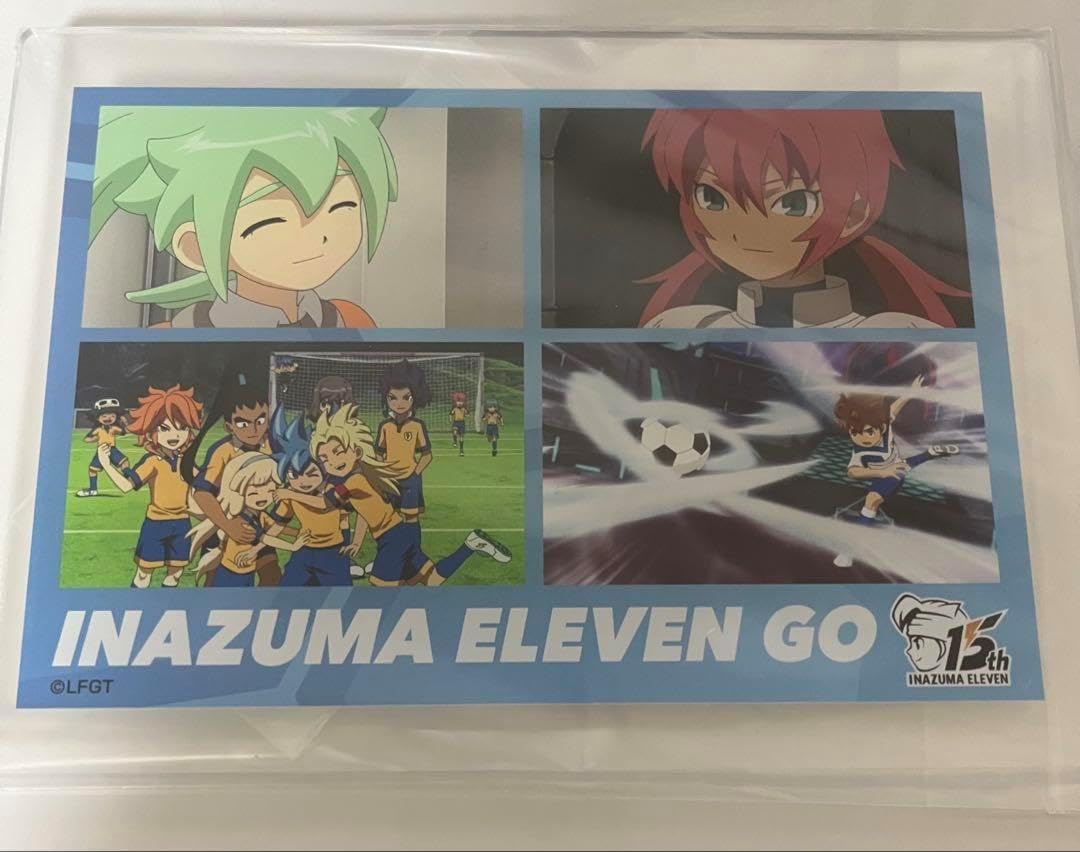 INAZUMA ELEVEN GO
15th
INAZUMA ELEVEN
©LFGT